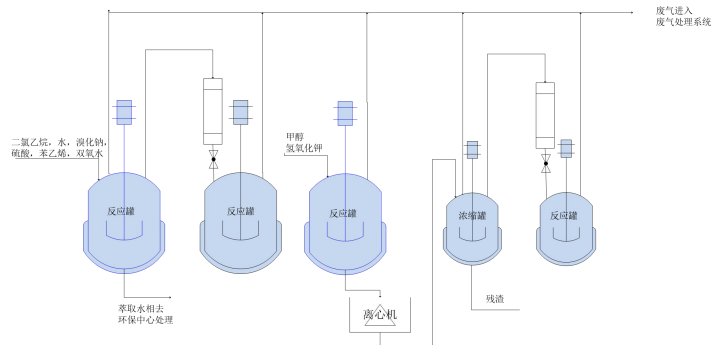 废气进入
废气处理系统
二氯乙烷，水，溴化钠，
硫酸，苯乙烯，双氧水
甲醇
氢氧化钾
反应罐
反应罐
反应罐
浓缩罐
反应罐
萃取水相去
环保中心处理
离心机
残渣